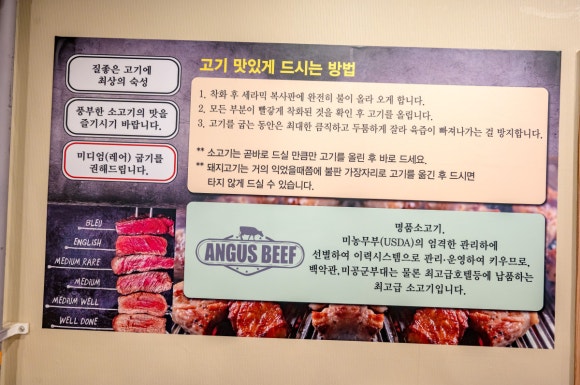 질좋은 고기에
최상의 숙성
풍부한 소고기의 맛을
즐기시기 바랍니다.
미디엄(레어) 굽기를
권해드립니다.
BLEU
ENGLISH
MEDIUM RARE
MEDIUM
MEDIUM WELL
WELL DONE
고기 맛있게 드시는 방법
1. 착화 후 세라믹 복사판에 완전히 불이 올라 오게 합니다.
2. 모든 부분이 빨갛게 착화된 것을 확인 후 고기를 올립니다.
3. 고기를 굽는 동안은 최대한 큼직하고 두툼하게 잘라 육즙이 빠져나가는 걸 방지합니다.
** 소고기는 곧바로 드실 만큼만 고기를 올린 후 바로 드세요.
** 돼지고기는 거의 익었을때쯤에 불판 가장자리로 고기를 옮긴 후 드시면
타지 않게 드실 수 있습니다.
ANGUS BEEF
명품소고기.
미농무부(USDA)의 엄격한 관리하에
선별하여 이력시스템으로 관리·운영하여 키우므로,
백악관, 미공군부대는 물론 최고급호텔등에 납품하는
최고급 소고기입니다.